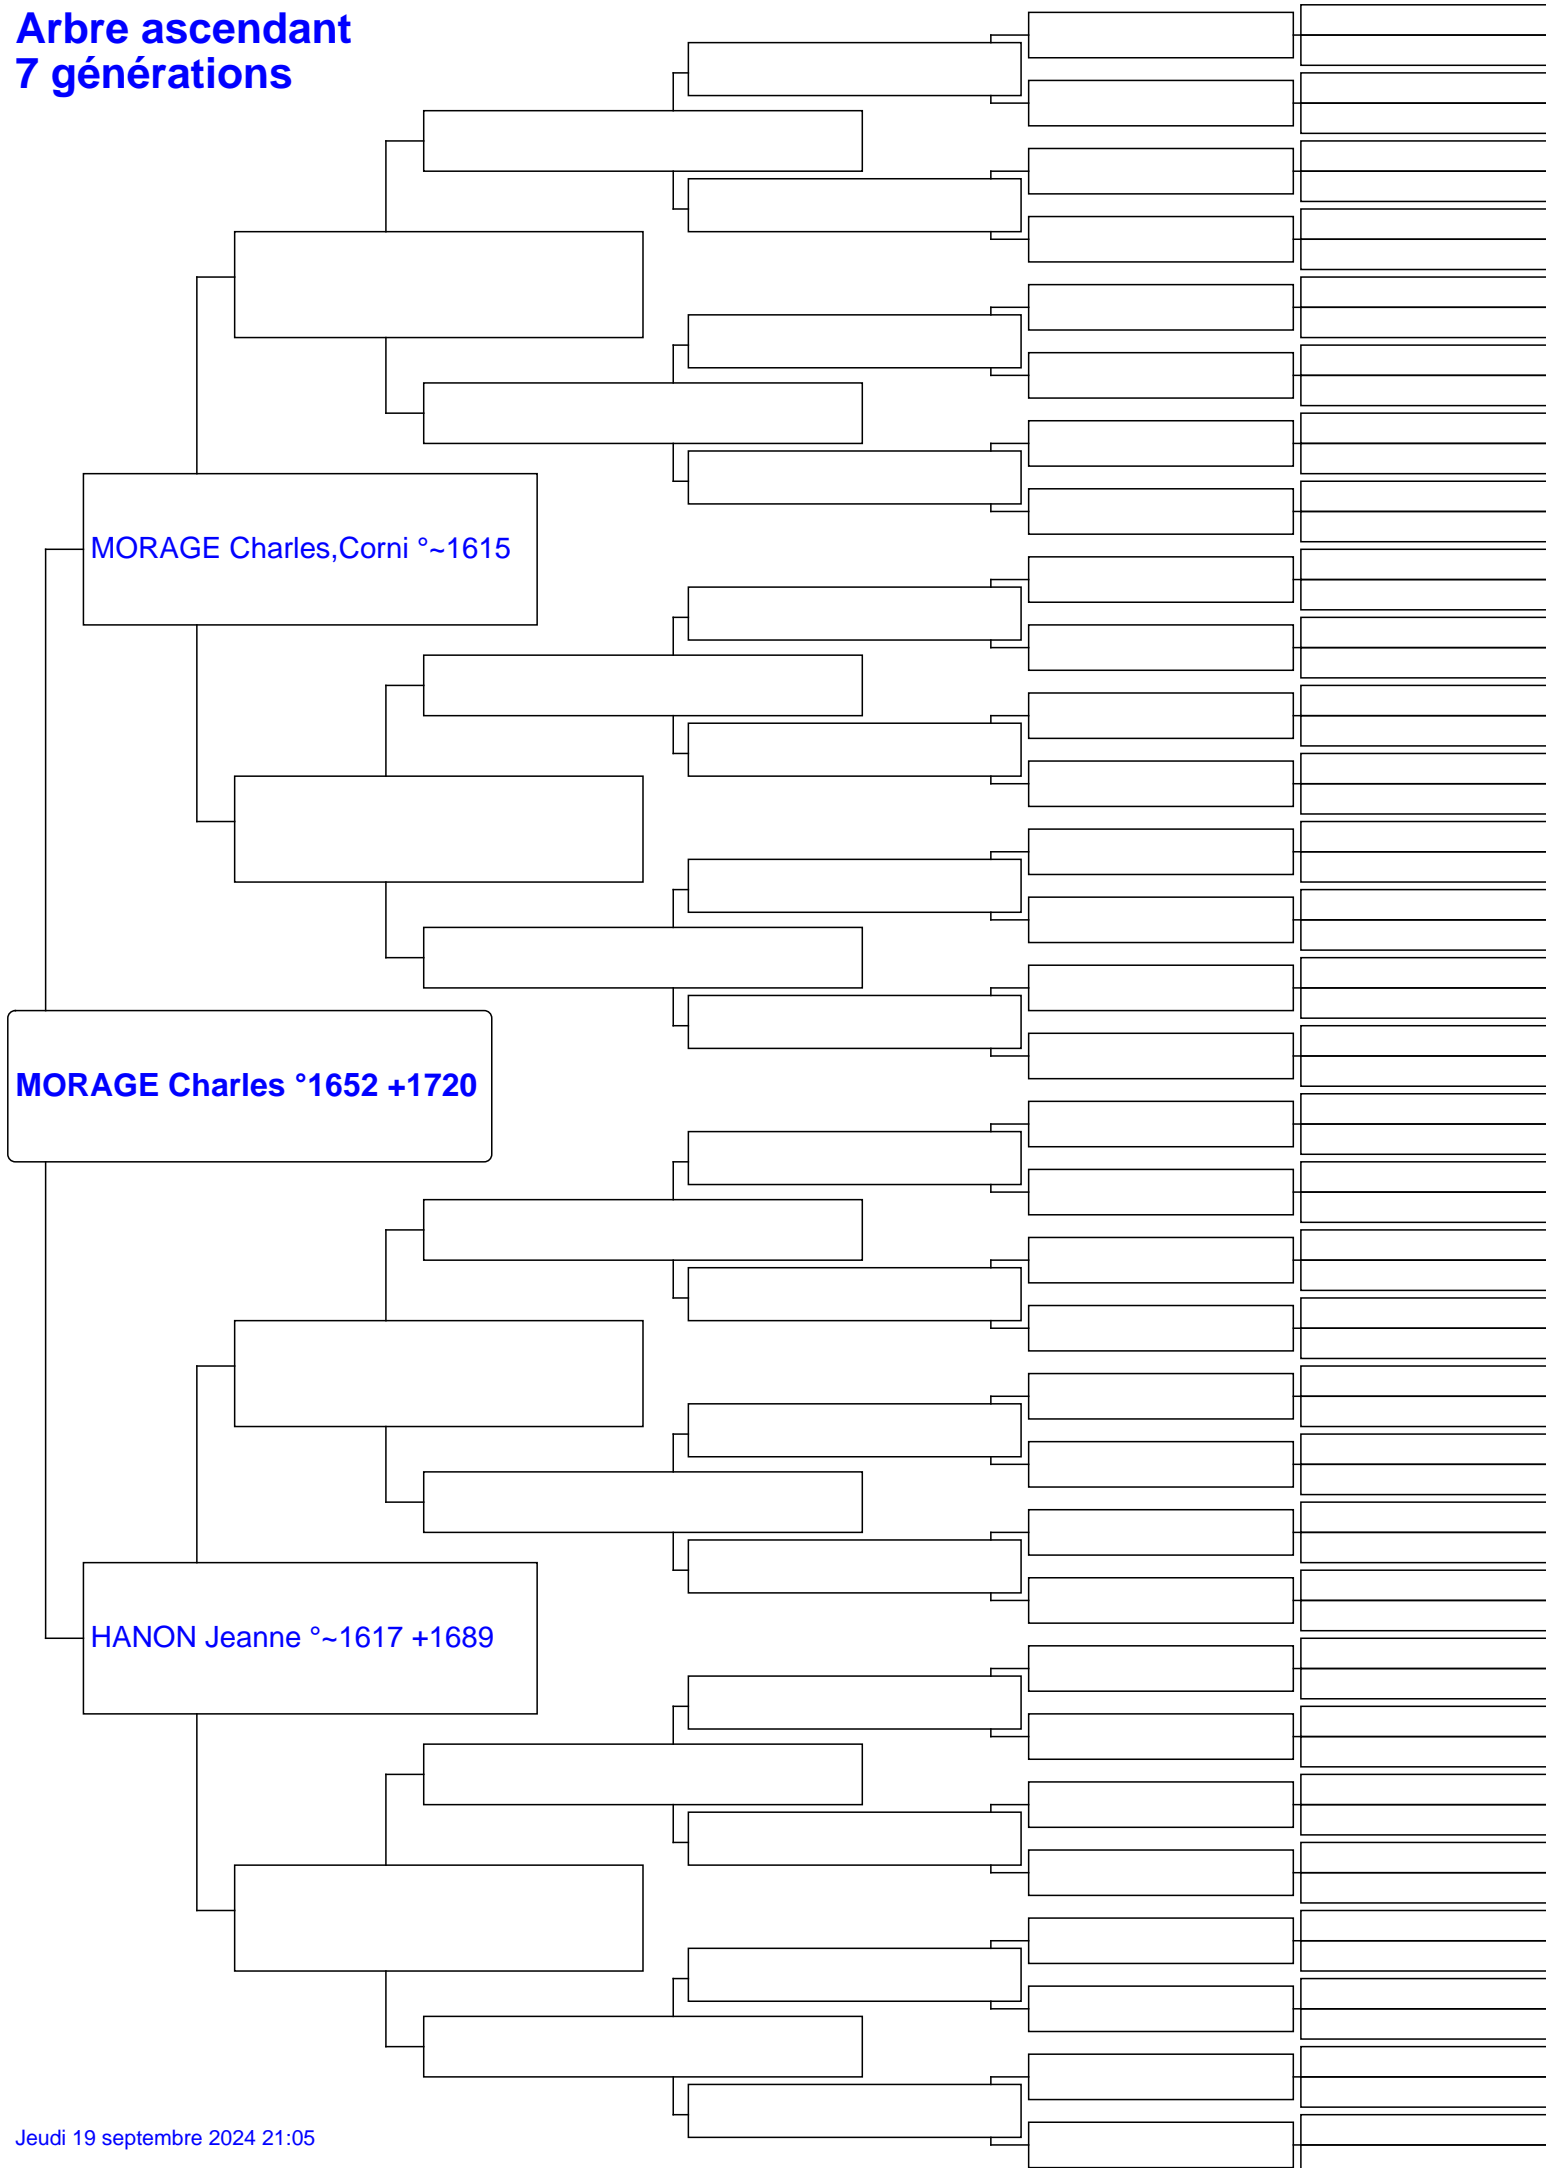 Arbre ascendant
7 générations
MORAGE Charles,Corni °~1615
MORAGE Charles °1652 +1720
HANON Jeanne °~1617 +1689
Jeudi 19 septembre 2024 21:05